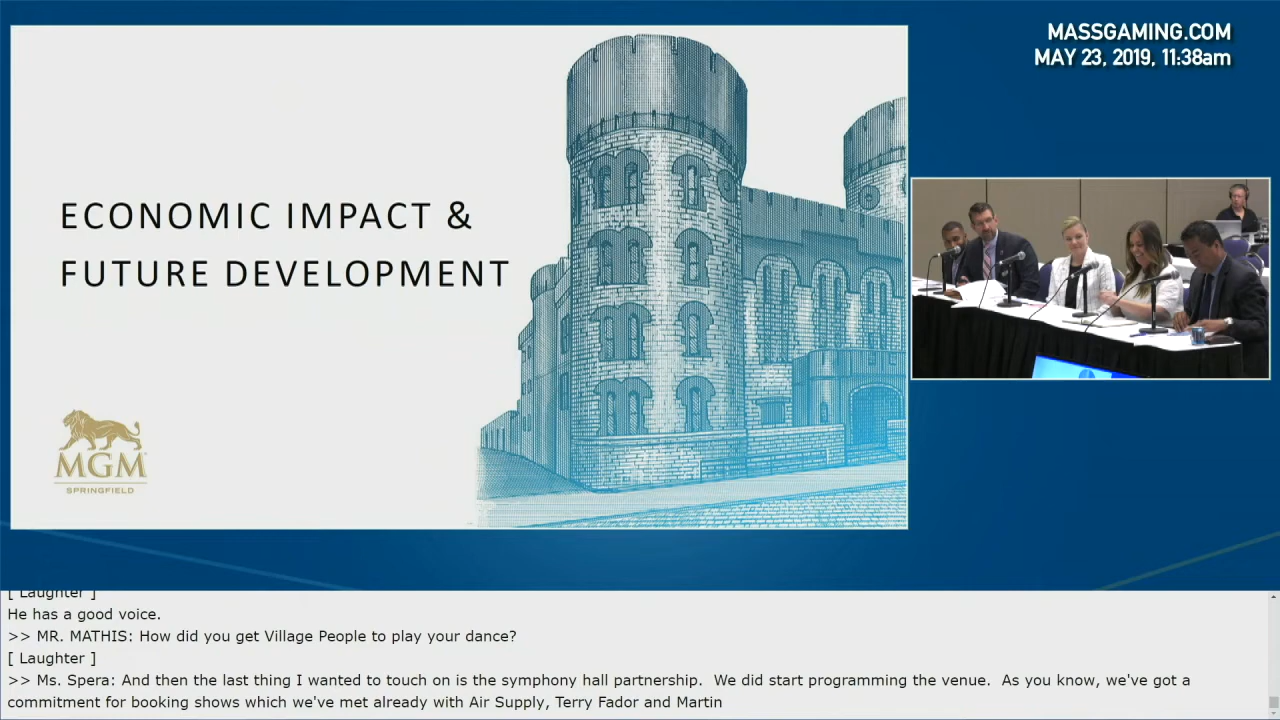 MASSGAMING.COM
MAY 23, 2019, 11:38am
ECONOMIC IMPACT &
FUTURE DEVELOPMENT
MGM
SPRINGFIELD
[ Laughter ]
He has a good voice.
>> MR. MATHIS: How did you get Village People to play your dance?
[ Laughter ]
>> Ms. Spera: And then the last thing I wanted to touch on is the symphony hall partnership.  We did start programming the venue.  As you know, we've got a
commitment for booking shows which we've met already with Air Supply, Terry Fador and Martin